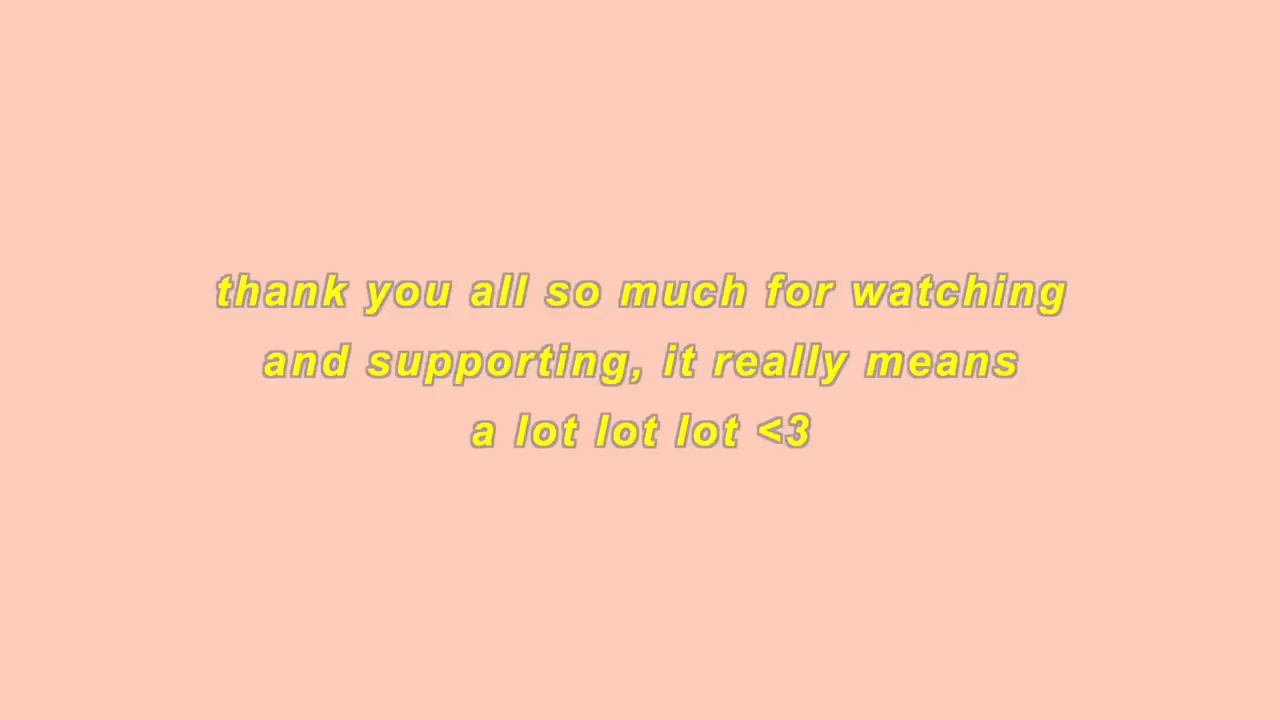 thank you all so much for watching
and supporting, it really means
a lot lot lot <3